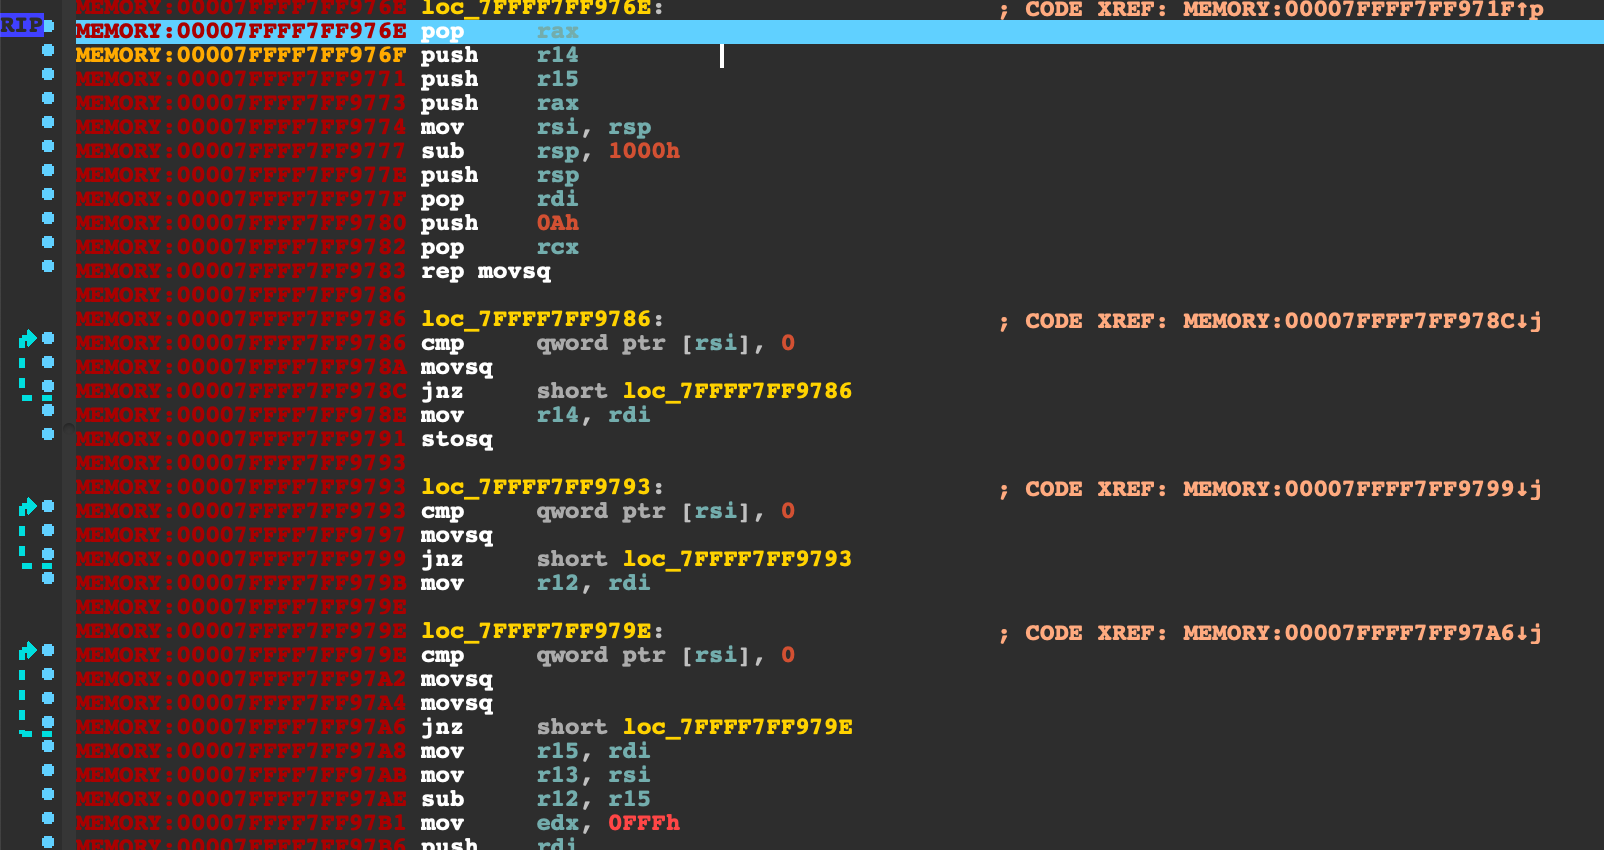 MEMORY:00007FFFF7FF976E loc_7FFFF7FF976E: ; CODE XREF: MEMORY:00007FFFF7FF971F↑p
RIP MEMORY:00007FFFF7FF976E pop rax
MEMORY:00007FFFF7FF976F push r14
MEMORY:00007FFFF7FF9771 push r15
MEMORY:00007FFFF7FF9773 push rax
MEMORY:00007FFFF7FF9774 mov rsi, rsp
MEMORY:00007FFFF7FF9777 sub rsp, 1000h
MEMORY:00007FFFF7FF977E push rsp
MEMORY:00007FFFF7FF977F pop rdi
MEMORY:00007FFFF7FF9780 push 0Ah
MEMORY:00007FFFF7FF9782 pop rcx
MEMORY:00007FFFF7FF9783 rep movsq
MEMORY:00007FFFF7FF9786
MEMORY:00007FFFF7FF9786 loc_7FFFF7FF9786: ; CODE XREF: MEMORY:00007FFFF7FF978C↓j
MEMORY:00007FFFF7FF9786 cmp qword ptr [rsi], 0
MEMORY:00007FFFF7FF978A movsq
MEMORY:00007FFFF7FF978C jnz short loc_7FFFF7FF9786
MEMORY:00007FFFF7FF978E mov r14, rdi
MEMORY:00007FFFF7FF9791 stosq
MEMORY:00007FFFF7FF9793
MEMORY:00007FFFF7FF9793 loc_7FFFF7FF9793: ; CODE XREF: MEMORY:00007FFFF7FF9799↓j
MEMORY:00007FFFF7FF9793 cmp qword ptr [rsi], 0
MEMORY:00007FFFF7FF9797 movsq
MEMORY:00007FFFF7FF9799 jnz short loc_7FFFF7FF9793
MEMORY:00007FFFF7FF979B mov r12, rdi
MEMORY:00007FFFF7FF979E
MEMORY:00007FFFF7FF979E loc_7FFFF7FF979E: ; CODE XREF: MEMORY:00007FFFF7FF97A6↓j
MEMORY:00007FFFF7FF979E cmp qword ptr [rsi], 0
MEMORY:00007FFFF7FF97A2 movsq
MEMORY:00007FFFF7FF97A4 movsq
MEMORY:00007FFFF7FF97A6 jnz short loc_7FFFF7FF979E
MEMORY:00007FFFF7FF97A8 mov r15, rdi
MEMORY:00007FFFF7FF97AB mov r13, rsi
MEMORY:00007FFFF7FF97AE sub r12, r15
MEMORY:00007FFFF7FF97B1 mov edx, 0FFFh
MEMORY:00007FFFF7FF97B6 push rdi